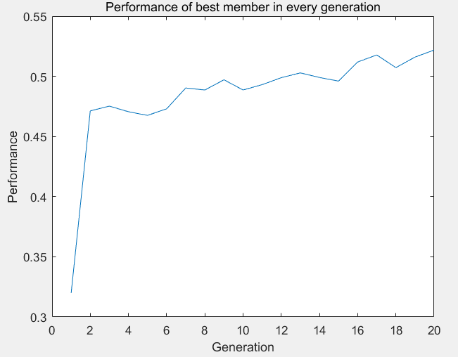 Performance of best member in every generation
0.55
0.5
0.45
0.4
0.35
0.3
Performance
0 2 4 6 8 10 12 14 16 18 20
Generation